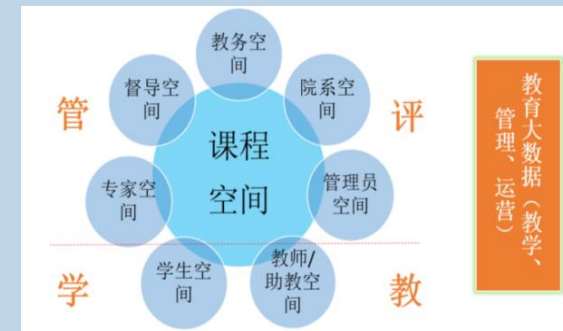 教务空
间
督导空
间
院系空
间
管
评
课程
空间
专家空
间
管理员
空间
学生空
间
教师/
助教空
间
学
教
教育大数据（教学、
管理、运营）